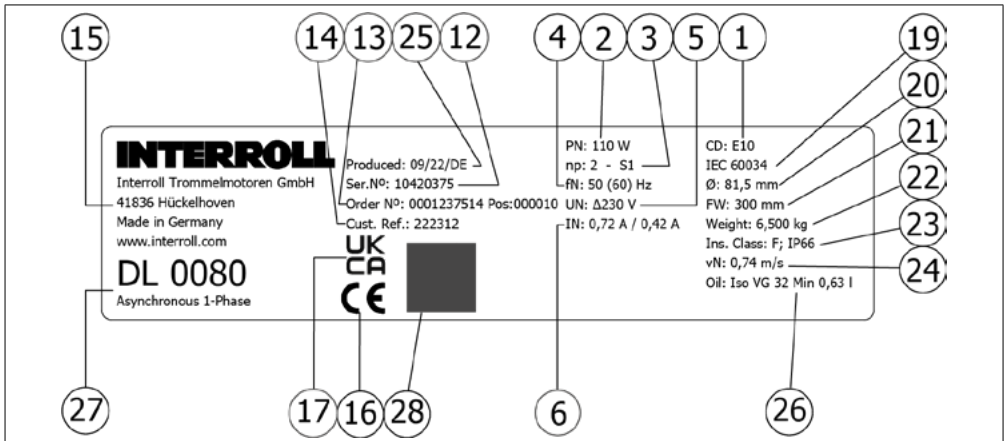 15
14
13
25
12
4
2
3
5
1
19
20
21
22
23
24
INTERROLL
Interroll Trommelmotoren GmbH
41836 Hückelhoven
Made in Germany
www.interroll.com
DL 0080
Asynchronous 1-Phase
Produced: 09/22/DE
Ser.Nº: 10420375
Order Nº: 0001237514 Pos:000010
Cust. Ref.: 222312
UK
CA
CE
PN: 110 W
np: 2 - S1
fN: 50 (60) Hz
UN: Δ230 V
IN: 0,72 A / 0,42 A
CD: E10
IEC 60034
Ø: 81,5 mm
FW: 300 mm
Weight: 6,500 kg
Ins. Class: F; IP66
vN: 0,74 m/s
Oil: Iso VG 32 Min 0,63 l
27
17
16
28
6
26